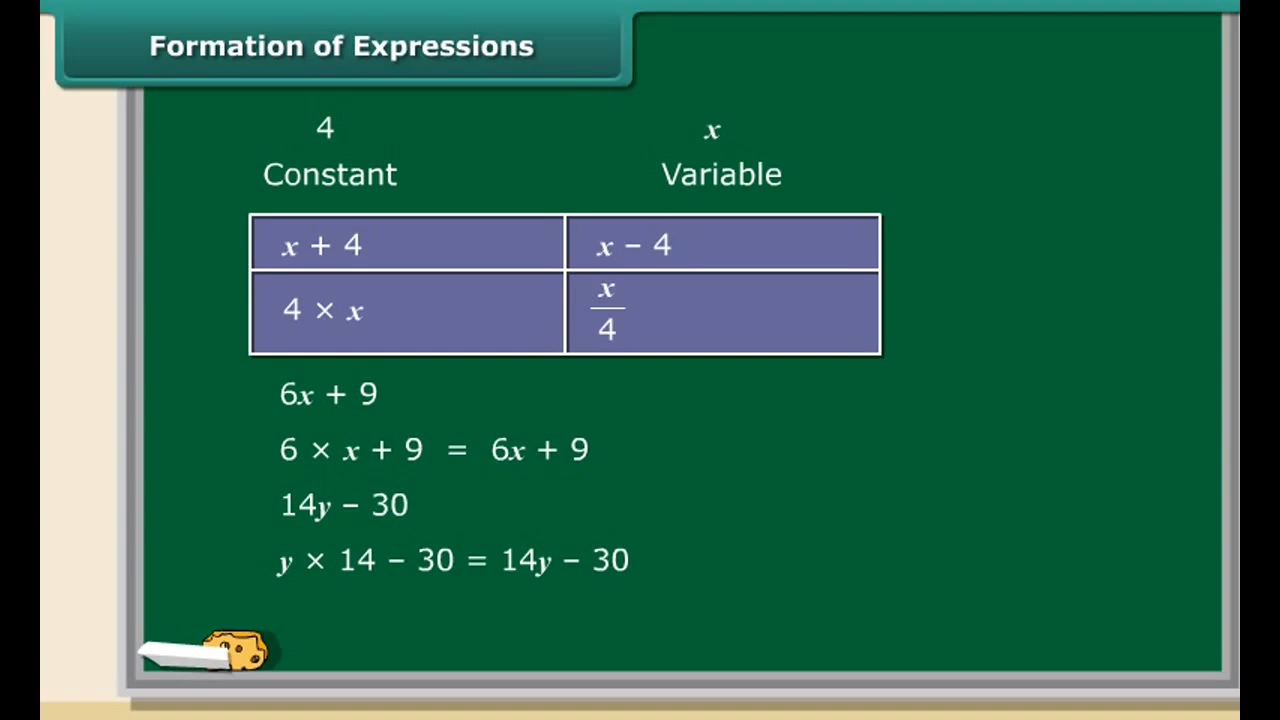 Formation of Expressions
4 x
Constant Variable
x + 4 x – 4
4 × x x/4
6x + 9
6 × x + 9 = 6x + 9
14y – 30
y × 14 – 30 = 14y – 30